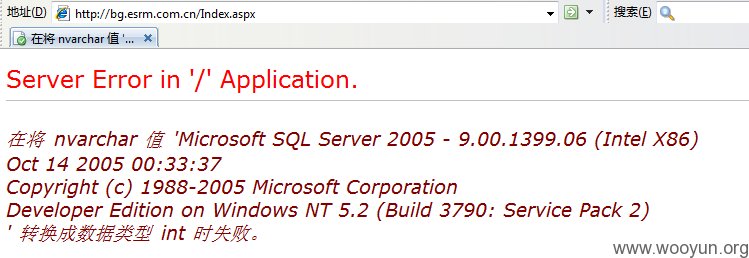 地址(D) http://bg.esrm.com.cn/Index.aspx 搜索(E)
在将 nvarchar 值 '...
Server Error in '/' Application.
在将 nvarchar 值 'Microsoft SQL Server 2005 - 9.00.1399.06 (Intel X86)
Oct 14 2005 00:33:37
Copyright (c) 1988-2005 Microsoft Corporation
Developer Edition on Windows NT 5.2 (Build 3790: Service Pack 2)
' 转换成数据类型 int 时失败。
www.wooyun.org